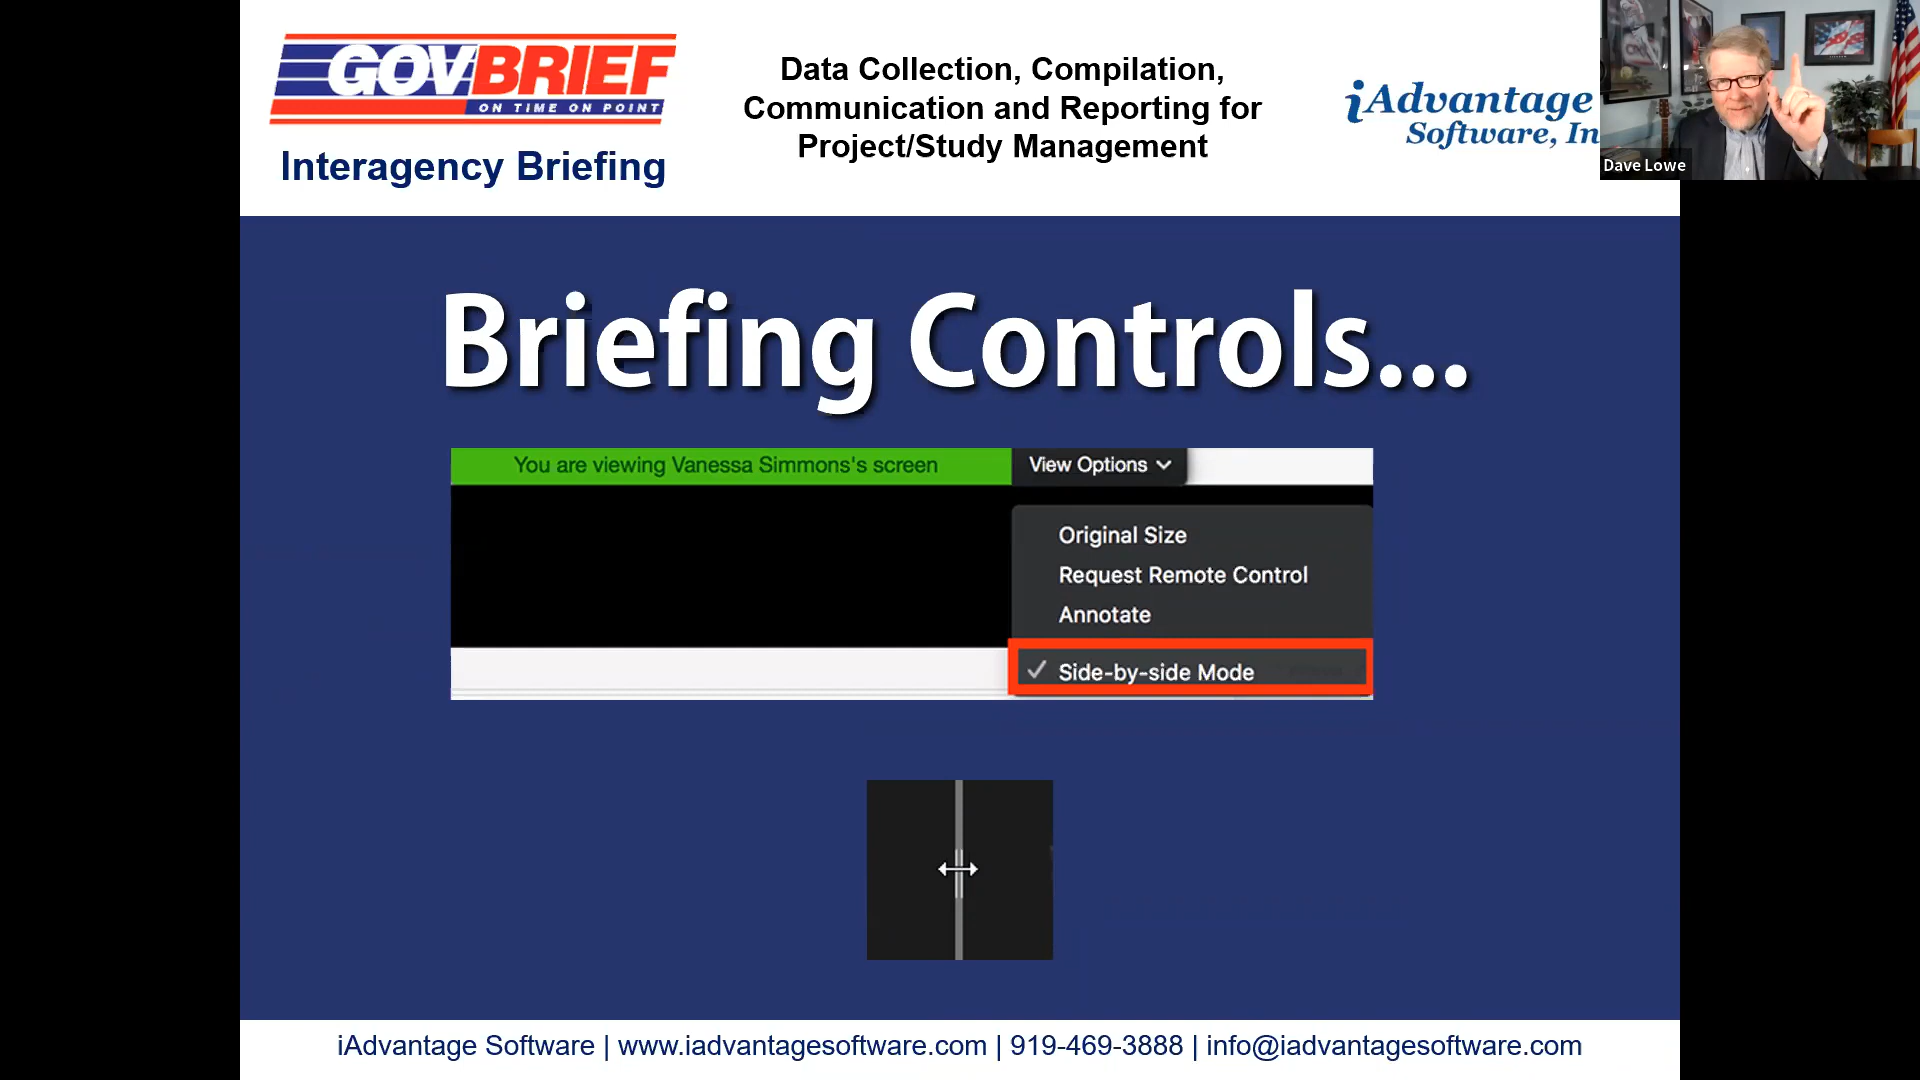 GOVBRIEF
ON TIME ON POINT
Interagency Briefing
Data Collection, Compilation,
Communication and Reporting for
Project/Study Management
iAdvantage
Software, In
Dave Lowe
Briefing Controls...
You are viewing Vanessa Simmons's screen
View Options
Original Size
Request Remote Control
Annotate
Side-by-side Mode
iAdvantage Software | www.iadvantagesoftware.com | 919-469-3888 | info@iadvantagesoftware.com